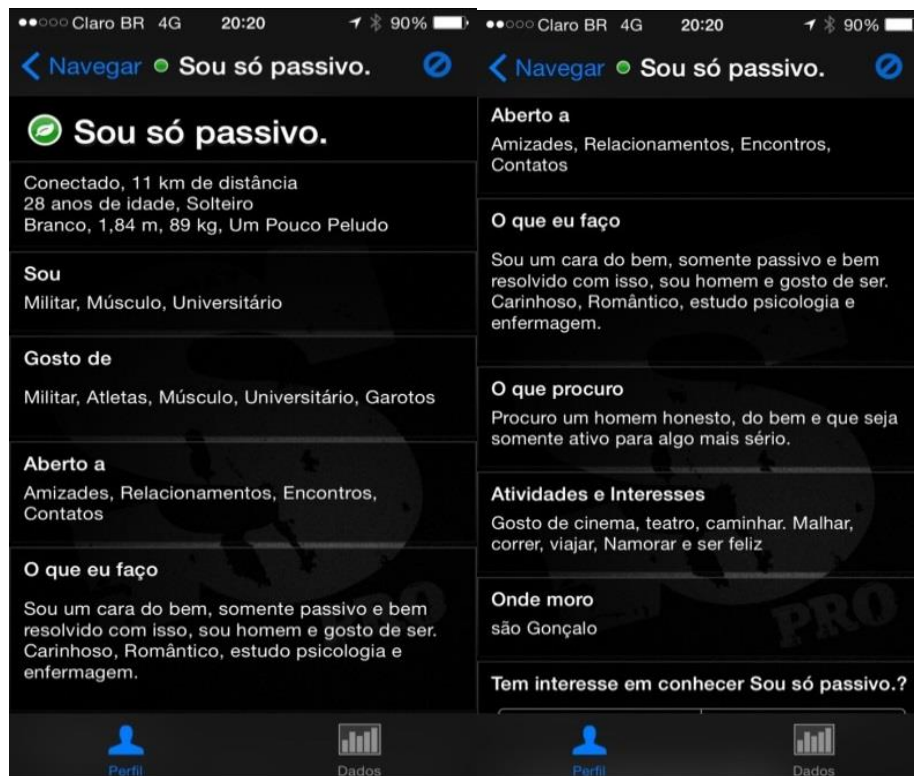 Claro BR 4G 20:20 90%
Navegar Sou só passivo.
Sou só passivo.
Conectado, 11 km de distância
28 anos de idade, Solteiro
Branco, 1,84 m, 89 kg, Um Pouco Peludo
Sou
Militar, Músculo, Universitário
Gosto de
Militar, Atletas, Músculo, Universitário, Garotos
Aberto a
Amizades, Relacionamentos, Encontros,
Contatos
O que eu faço
Sou um cara do bem, somente passivo e bem
resolvido com isso, sou homem e gosto de ser.
Carinhoso, Romântico, estudo psicologia e
enfermagem.
PRO
Perfil Dados
Claro BR 4G 20:20 90%
Navegar Sou só passivo.
Aberto a
Amizades, Relacionamentos, Encontros,
Contatos
O que eu faço
Sou um cara do bem, somente passivo e bem
resolvido com isso, sou homem e gosto de ser.
Carinhoso, Romântico, estudo psicologia e
enfermagem.
O que procuro
Procuro um homem honesto, do bem e que seja
somente ativo para algo mais sério.
Atividades e Interesses
Gosto de cinema, teatro, caminhar. Malhar,
correr, viajar, Namorar e ser feliz
Onde moro
são Gonçalo
PRO
Tem interesse em conhecer Sou só passivo.?
Perfil Dados